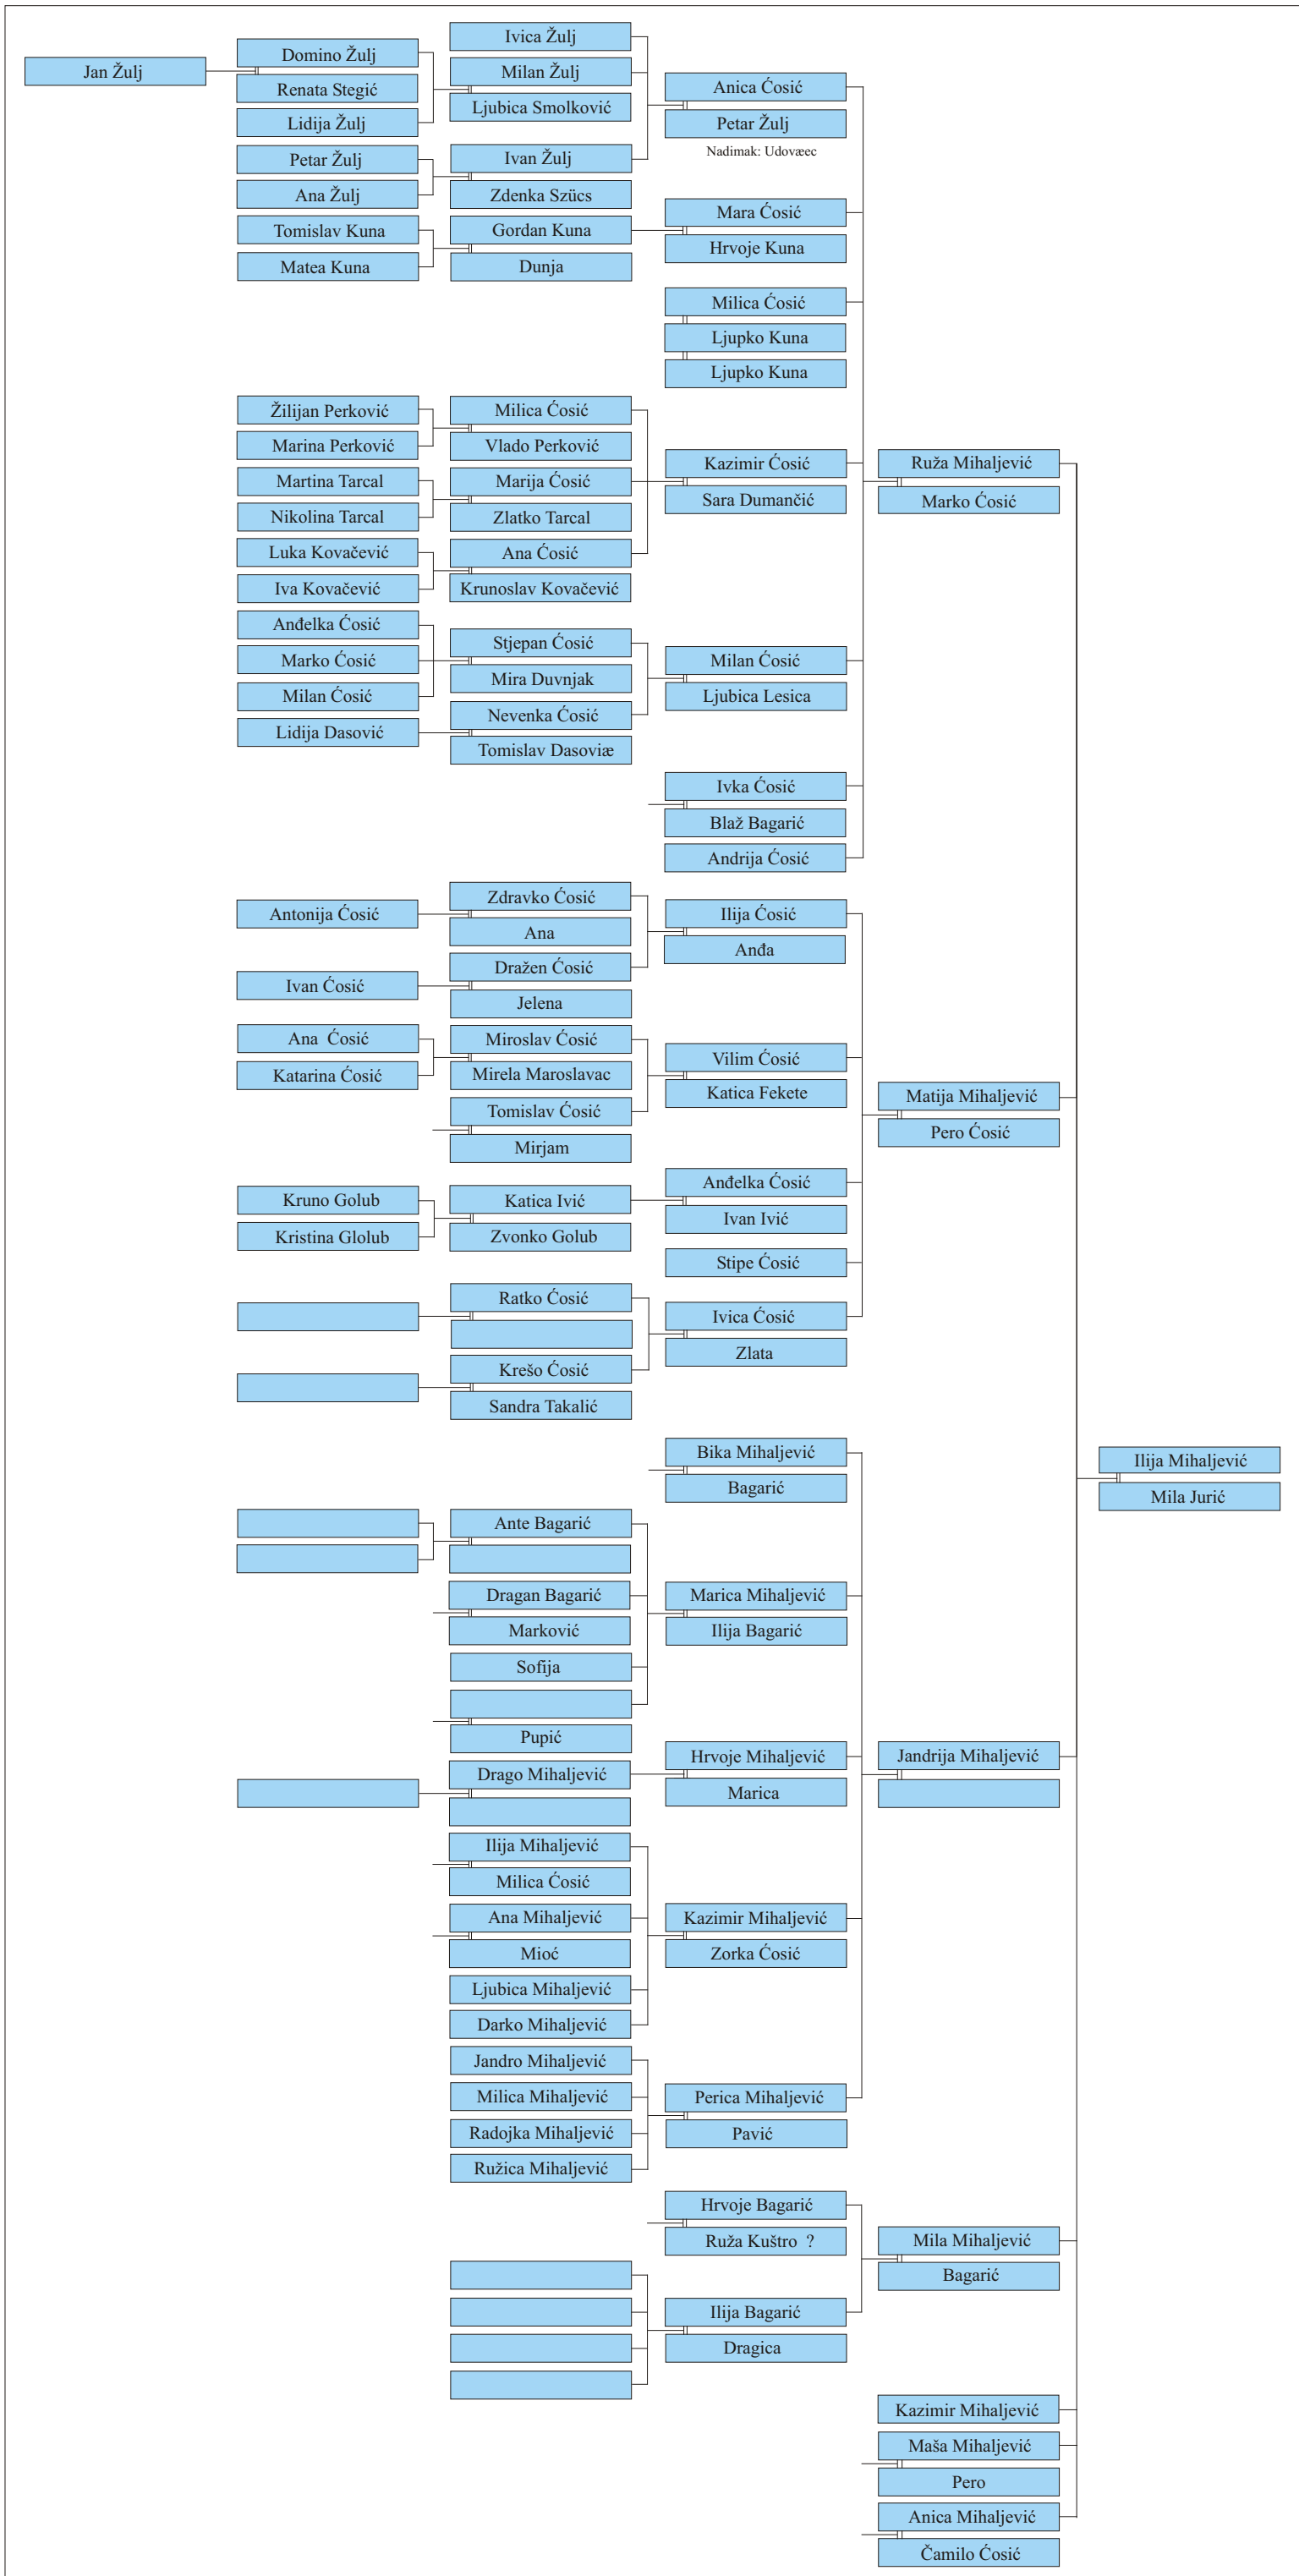 Jan Žulj
Domino Žulj
Renata Stegić
Lidija Žulj
Petar Žulj
Ana Žulj
Tomislav Kuna
Matea Kuna
Žilijan Perković
Marina Perković
Martina Tarcal
Nikolina Tarcal
Luka Kovačević
Iva Kovačević
Anđelka Ćosić
Marko Ćosić
Milan Ćosić
Lidija Dasović
Antonija Ćosić
Ivan Ćosić
Ana Ćosić
Katarina Ćosić
Kruno Golub
Kristina Glolub
Ivica Žulj
Milan Žulj
Ljubica Smolković
Ivan Žulj
Zdenka Szücs
Gordan Kuna
Dunja
Milica Ćosić
Vlado Perković
Marija Ćosić
Zlatko Tarcal
Ana Ćosić
Krunoslav Kovačević
Stjepan Ćosić
Mira Duvnjak
Nevenka Ćosić
Tomislav Dasoviæ
Zdravko Ćosić
Ana
Dražen Ćosić
Jelena
Miroslav Ćosić
Mirela Maroslavac
Tomislav Ćosić
Mirjam
Katica Ivić
Zvonko Golub
Ratko Ćosić
Krešo Ćosić
Sandra Takalić
Ante Bagarić
Dragan Bagarić
Marković
Sofija
Pupić
Drago Mihaljević
Ilija Mihaljević
Milica Ćosić
Ana Mihaljević
Mioć
Ljubica Mihaljević
Darko Mihaljević
Jandro Mihaljević
Milica Mihaljević
Radojka Mihaljević
Ružica Mihaljević
Anica Ćosić
Petar Žulj
Nadimak: Udovæec
Mara Ćosić
Hrvoje Kuna
Milica Ćosić
Ljupko Kuna
Ljupko Kuna
Kazimir Ćosić
Sara Dumančić
Milan Ćosić
Ljubica Lesica
Ivka Ćosić
Blaž Bagarić
Andrija Ćosić
Ilija Ćosić
Anđa
Vilim Ćosić
Katica Fekete
Anđelka Ćosić
Ivan Ivić
Stipe Ćosić
Ivica Ćosić
Zlata
Bika Mihaljević
Bagarić
Marica Mihaljević
Ilija Bagarić
Hrvoje Mihaljević
Marica
Kazimir Mihaljević
Zorka Ćosić
Perica Mihaljević
Pavić
Hrvoje Bagarić
Ruža Kuštro ?
Ilija Bagarić
Dragica
Ruža Mihaljević
Marko Ćosić
Matija Mihaljević
Pero Ćosić
Jandrija Mihaljević
Mila Mihaljević
Bagarić
Kazimir Mihaljević
Maša Mihaljević
Pero
Anica Mihaljević
Čamilo Ćosić
Ilija Mihaljević
Mila Jurić